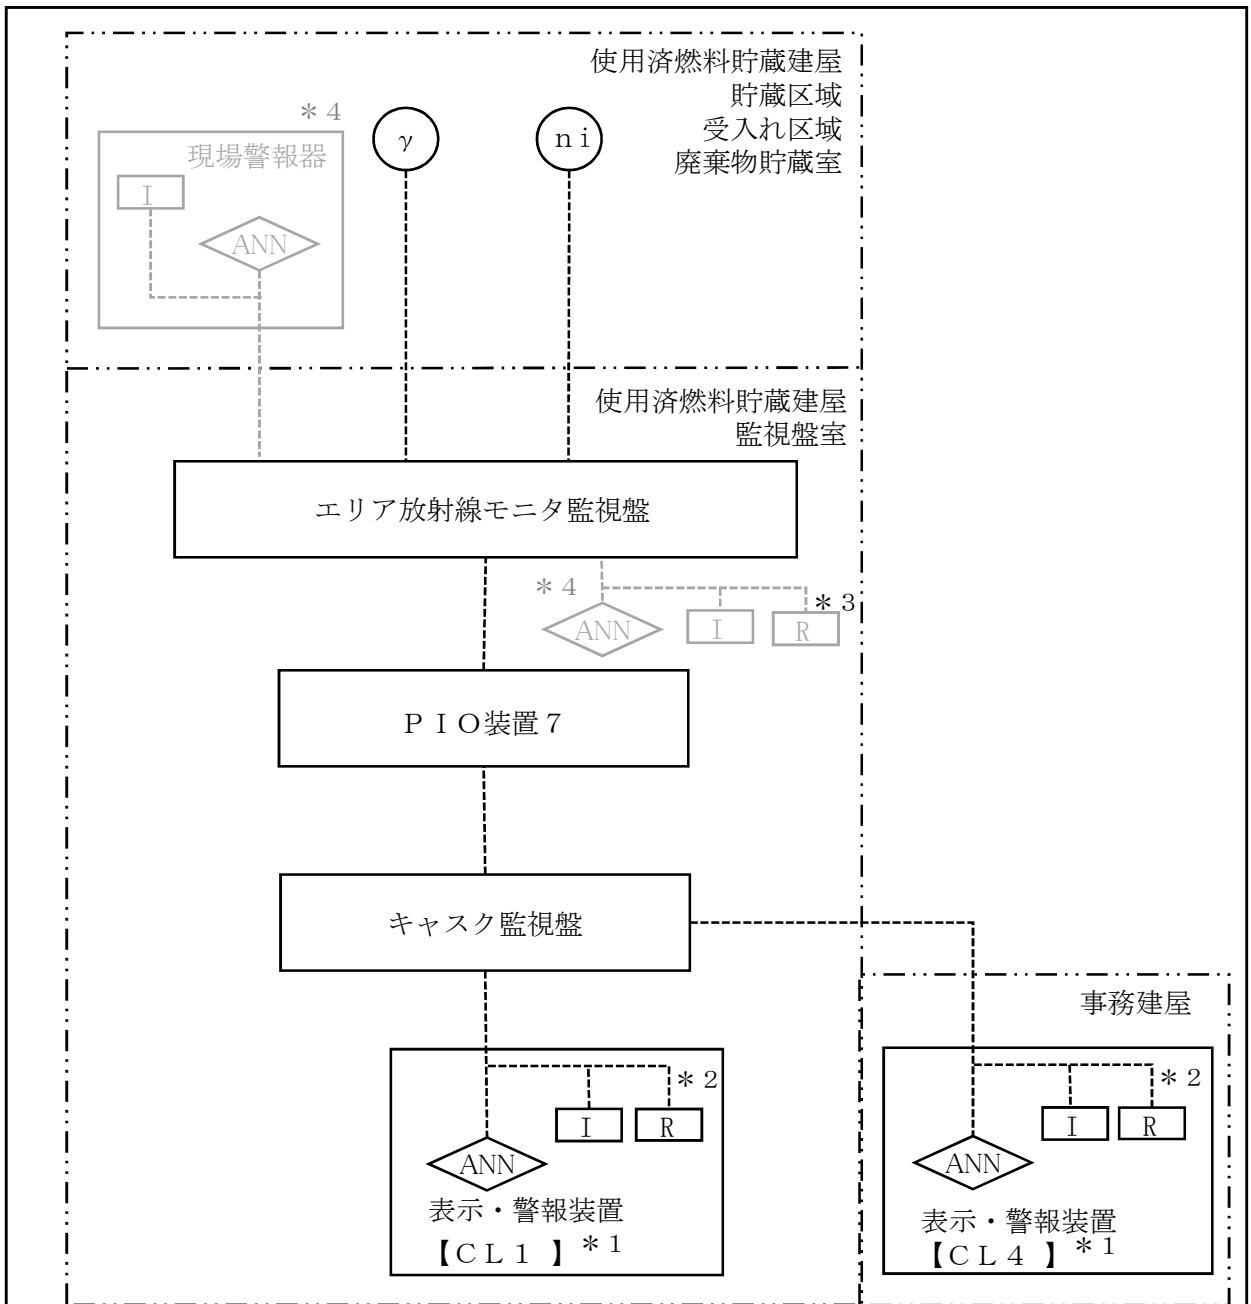 使用済燃料貯蔵建屋
貯蔵区域
受入れ区域
廃棄物貯蔵室
＊４
現場警報器
I
ANN
γ
ｎｉ
使用済燃料貯蔵建屋
監視盤室
エリア放射線モニタ監視盤
＊４
ANN
I
R
＊３
ＰＩＯ装置７
キャスク監視盤
事務建屋
＊２
I
R
ANN
表示・警報装置
【ＣＬ１ 】＊１
＊２
I
R
ANN
表示・警報装置
【ＣＬ４ 】＊１